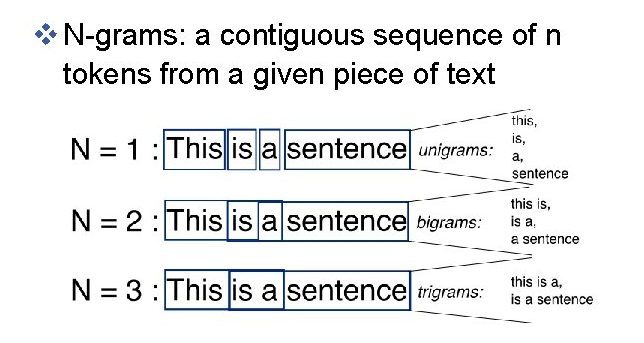 ❖ N-grams: a contiguous sequence of n
tokens from a given piece of text
N = 1 : This is a sentence unigrams:
this,
is,
a,
sentence
N = 2 : This is a sentence bigrams:
this is,
is a,
a sentence
N = 3 : This is a sentence trigrams:
this is a,
is a sentence